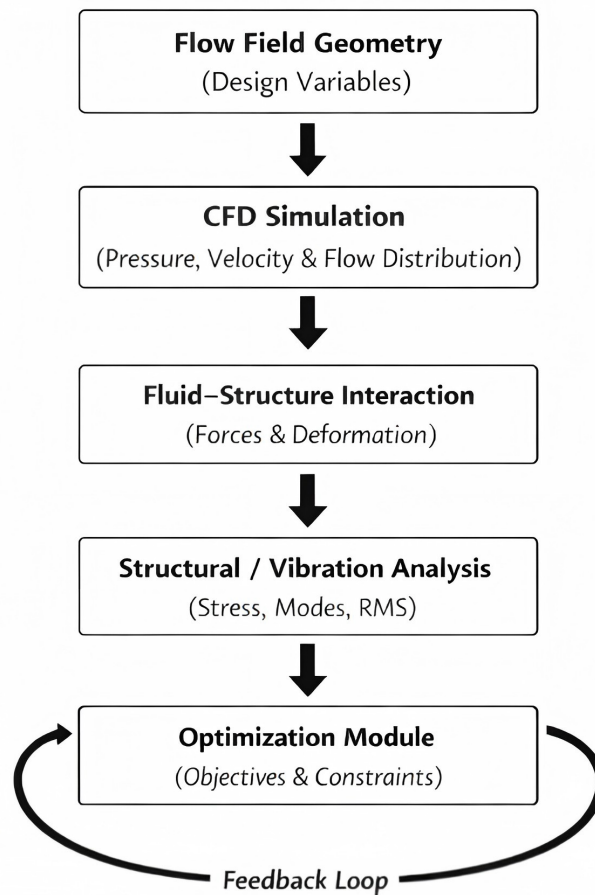 Flow Field Geometry
(Design Variables)
CFD Simulation
(Pressure, Velocity & Flow Distribution)
Fluid–Structure Interaction
(Forces & Deformation)
Structural / Vibration Analysis
(Stress, Modes, RMS)
Optimization Module
(Objectives & Constraints)
Feedback Loop